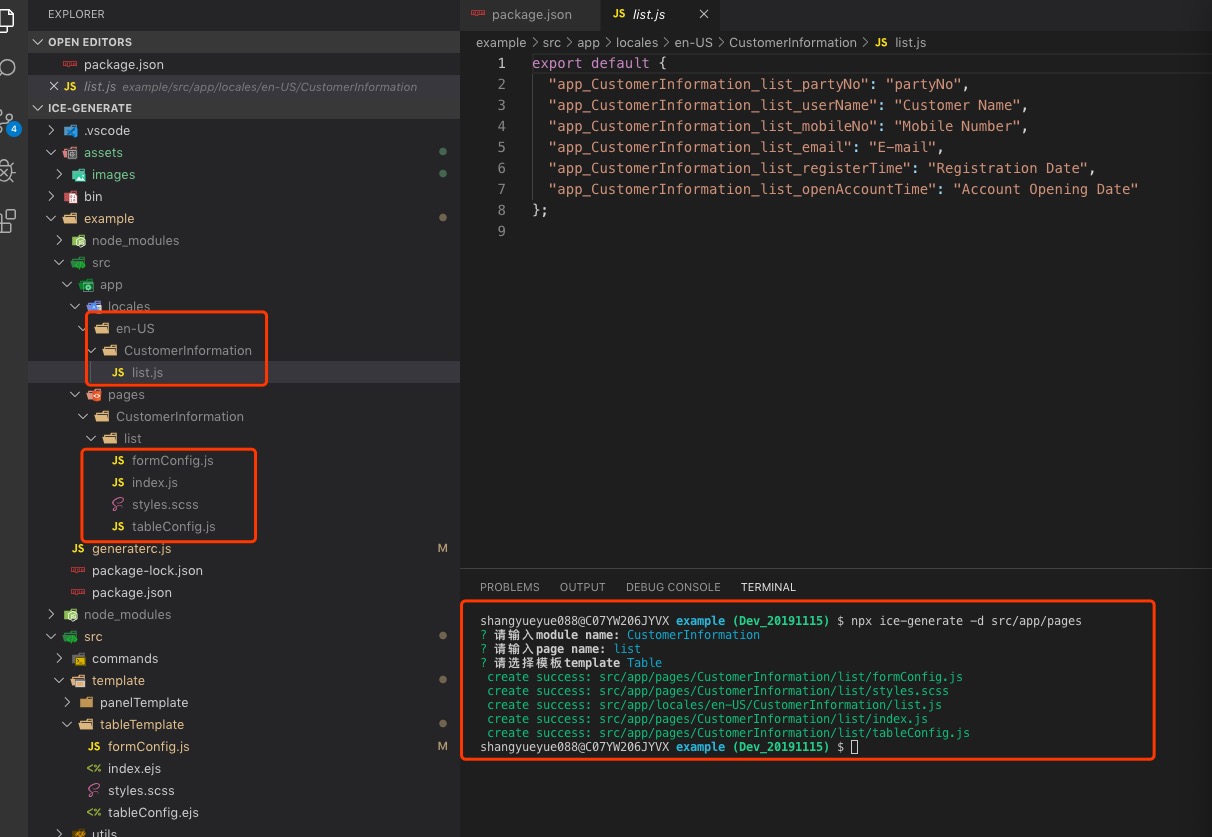 EXPLORER
OPEN EDITORS
package.json
JS list.js example/src/app/locales/en-US/CustomerInformation
ICE-GENERATE
4
.vscode
assets
images
bin
example
node_modules
src
app
locales
en-US
CustomerInformation
JS list.js
pages
CustomerInformation
list
JS formConfig.js
JS index.js
styles.scss
JS tableConfig.js
JS generaterc.js M
package-lock.json
package.json
node_modules
src
commands
template
panelTemplate
tableTemplate
JS formConfig.js M
index.ejs
styles.scss
tableConfig.ejs
utils
package.json
JS list.js
example > src > app > locales > en-US > CustomerInformation > JS list.js
1 export default {
2 "app_CustomerInformation_list_partyNo": "partyNo",
3 "app_CustomerInformation_list_userName": "Customer Name",
4 "app_CustomerInformation_list_mobileNo": "Mobile Number",
5 "app_CustomerInformation_list_email": "E-mail",
6 "app_CustomerInformation_list_registerTime": "Registration Date",
7 "app_CustomerInformation_list_openAccountTime": "Account Opening Date"
8 };
9
PROBLEMS OUTPUT DEBUG CONSOLE TERMINAL
shangyueyue088@C07YW206JYVX example (Dev_20191115) $ npx ice-generate -d src/app/pages
? 请输入module name: CustomerInformation
? 请输入page name: list
? 请选择模板template Table
create success: src/app/pages/CustomerInformation/list/formConfig.js
create success: src/app/pages/CustomerInformation/list/styles.scss
create success: src/app/locales/en-US/CustomerInformation/list.js
create success: src/app/pages/CustomerInformation/list/index.js
create success: src/app/pages/CustomerInformation/list/tableConfig.js
shangyueyue088@C07YW206JYVX example (Dev_20191115) $